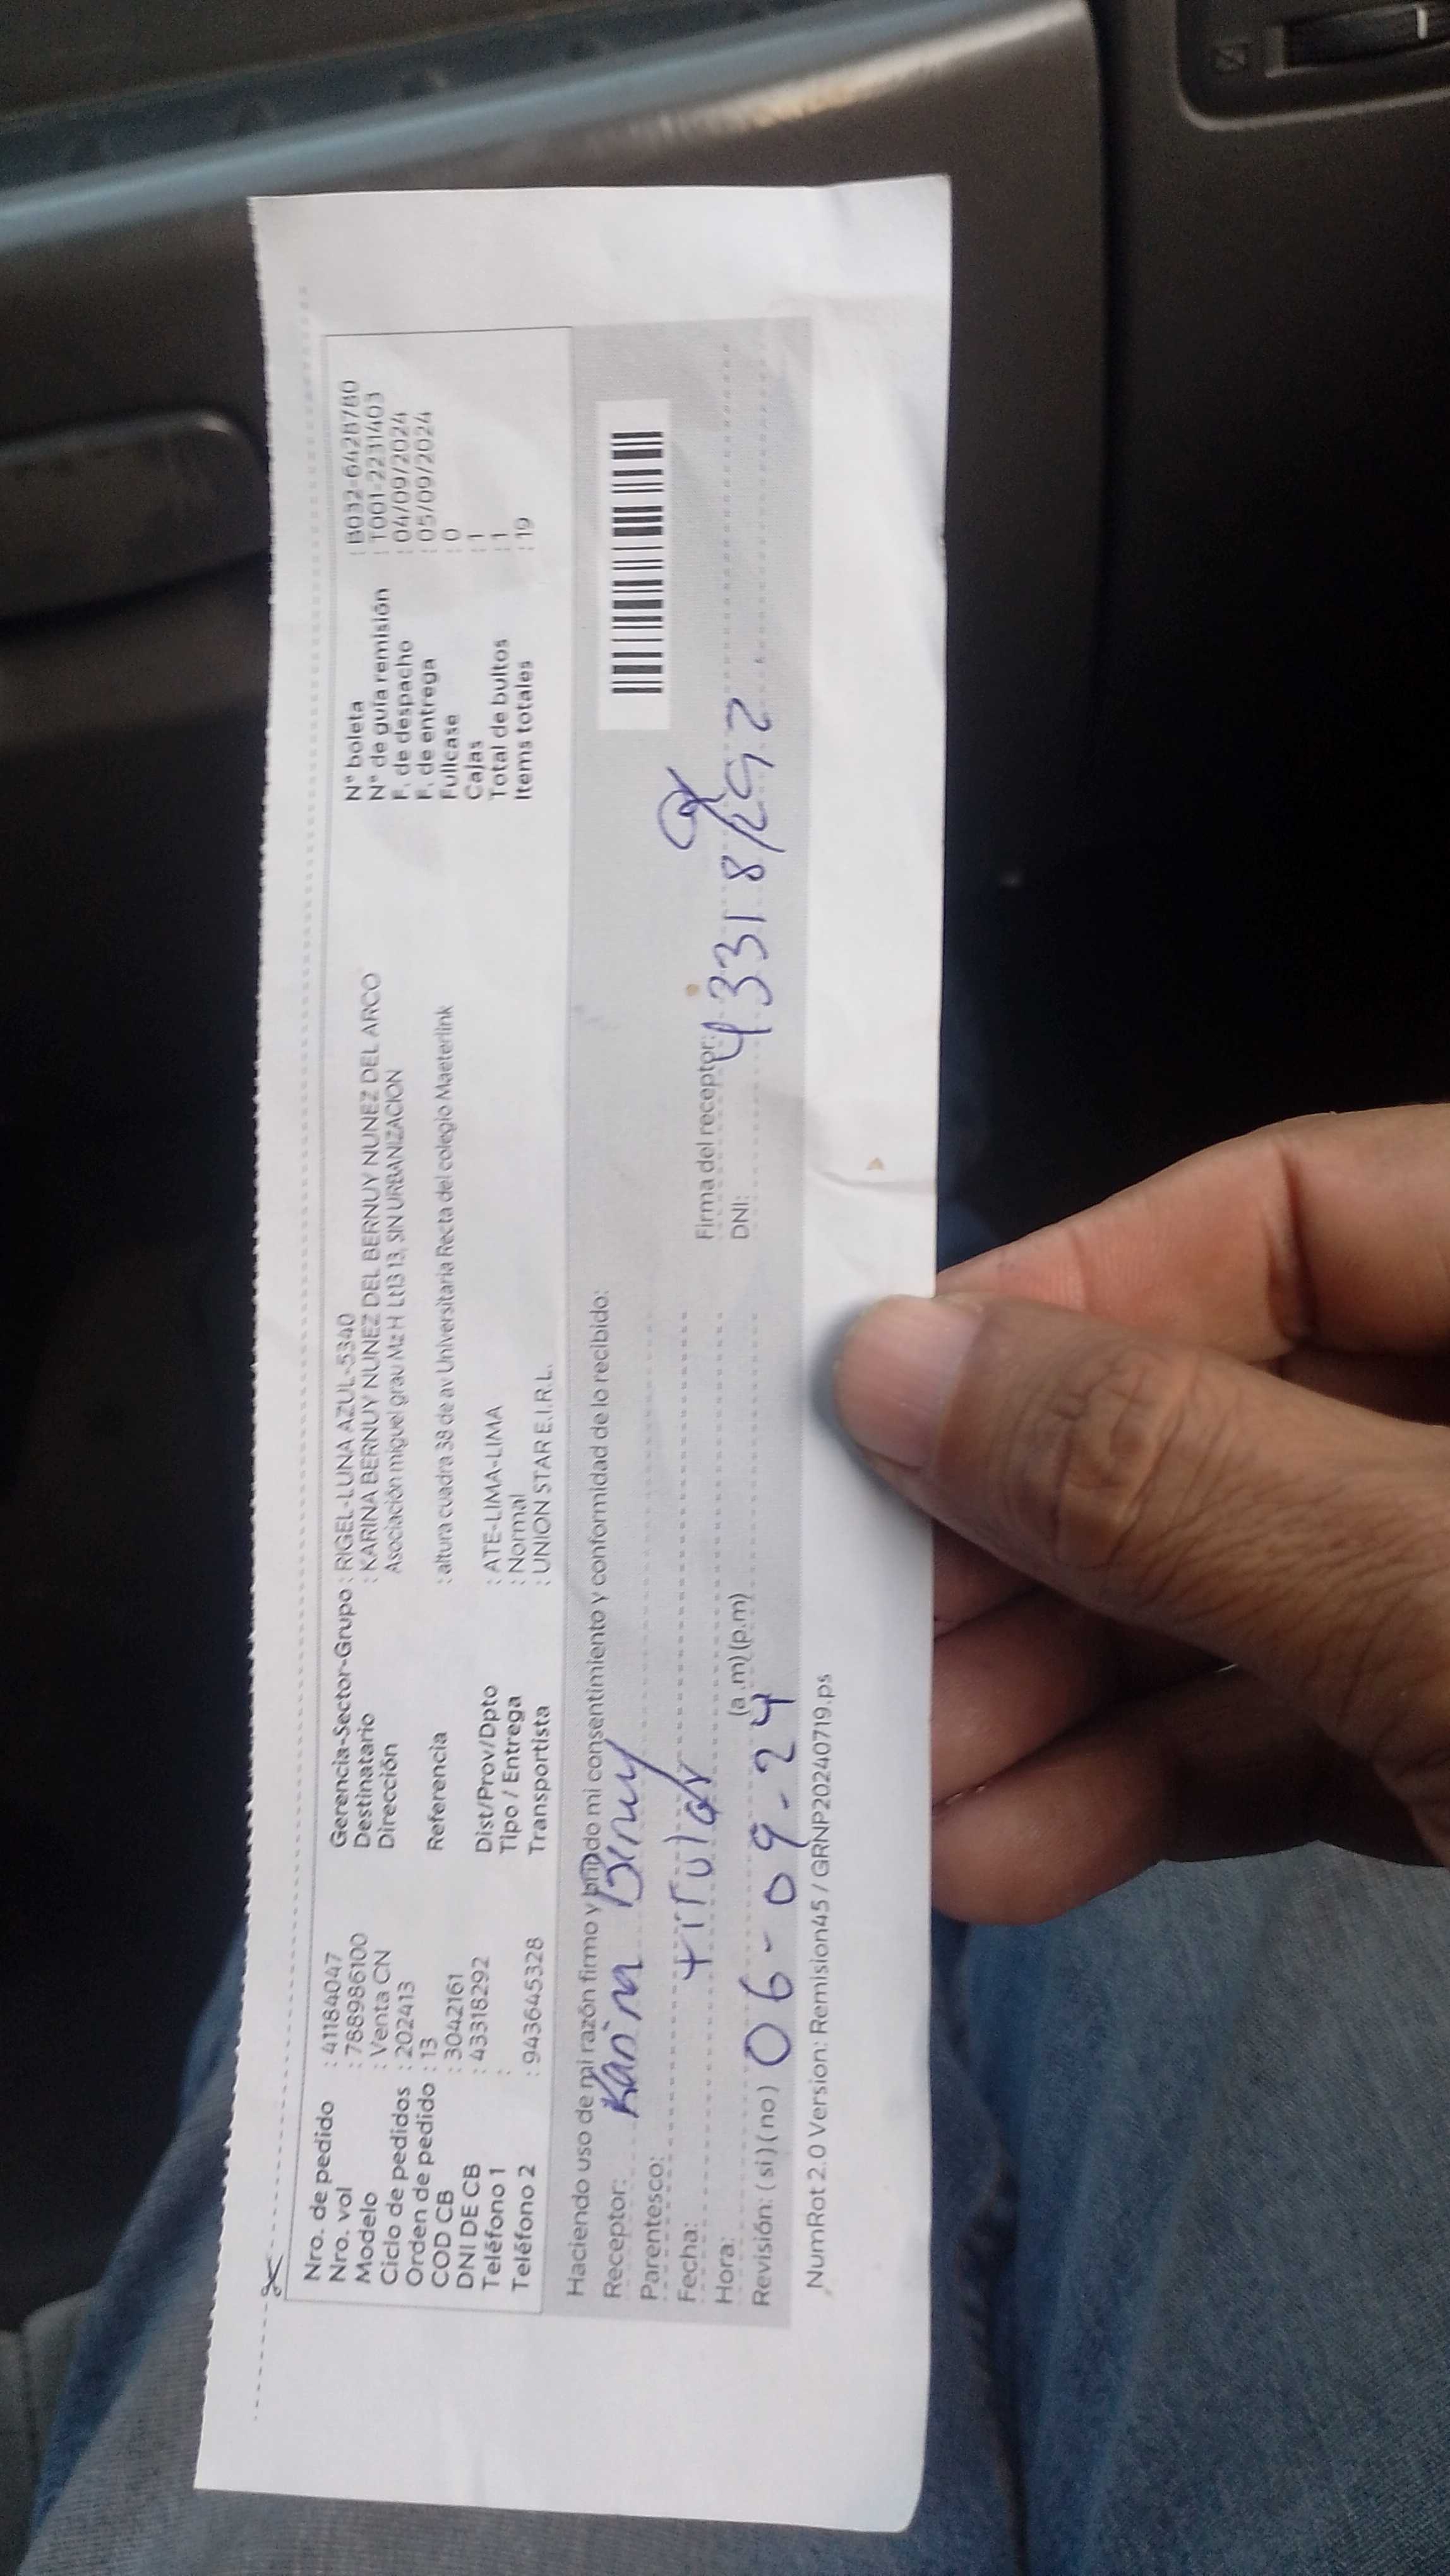 Nro. de pedido : 41184047
Nro. vol : 788986100
Modelo : Venta CN
Ciclo de pedidos : 202413
Orden de pedido : 13
COD CB : 3042161
DNI DE CB : 43318292
Teléfono 1 :
Teléfono 2 : 943645328
Gerencia-Sector-Grupo : RIGEL-LUNA AZUL-5340
Destinatario : KARINA BERNUY NUNEZ DEL BERNUY NUNEZ DEL ARCO
Dirección Asociación miguel grau Mz H Lt13 13, SIN URBANIZACION
Referencia : altura cuadra 38 de av Universitaria Recta del colegio Maeterlink
Dist/Prov/Dpto : ATE-LIMA-LIMA
Tipo / Entrega : Normal
Transportista : UNION STAR E.I.R.L.
N° boleta : B032-6428780
N° de guía remisión : T001-2231403
F. de despacho : 04/09/2024
F. de entrega : 05/09/2024
Fullcase : 0
Cajas : 1
Total de bultos : 1
Items totales : 19
Haciendo uso de mi razón firmo y brindo mi consentimiento y conformidad de lo recibido:
Receptor: Karina
Parentesco: Titular
Fecha:
Hora: (a.m) (p.m)
Revisión: (si) (no) 06-09-24
Firma del receptor:
DNI: 43318292
NumRot 2.0 Version: Remision45 / GRNP20240719.ps